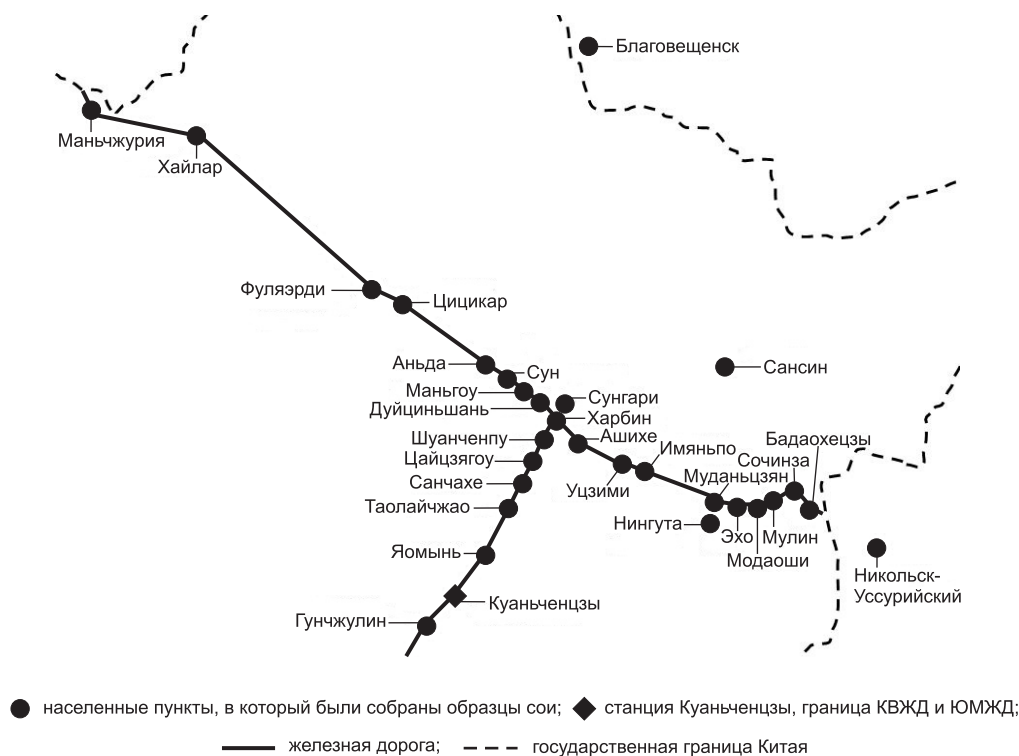 Благовещенск
Маньчжурия
Хайлар
Фуляэрди
Цицикар
Аньда
Сун
Сансин
Маньгоу
Сунгари
Дуйциньшань
Харбин
Шуанченпу
Ашихе
Бадаохецзы
Имяньпо
Цайцзягоу
Сочинза
Муданьцзян
Санчахе
Уцзими
Таолайчжао
Нингута
Эхо
Мулин
Яомынь
Модаоши
Никольск-
Уссурийский
Куаньченцзы
Гунчжулин
населенные пункты, в который были собраны образцы сои; станция Куаньченцзы, граница КВЖД и ЮМЖД;
железная дорога; государственная граница Китая